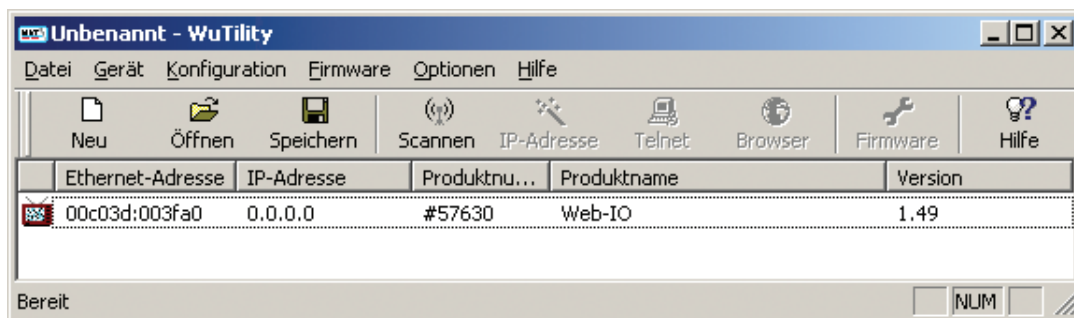 Unbenannt - WuTility
Datei Gerät Konfiguration Firmware Optionen Hilfe
Neu Öffnen Speichern Scannen IP-Adresse Telnet Browser Firmware Hilfe
Ethernet-Adresse IP-Adresse Produktnu... Produktname Version
00c03d:003fa0 0.0.0.0 #57630 Web-IO 1.49
Bereit NUM